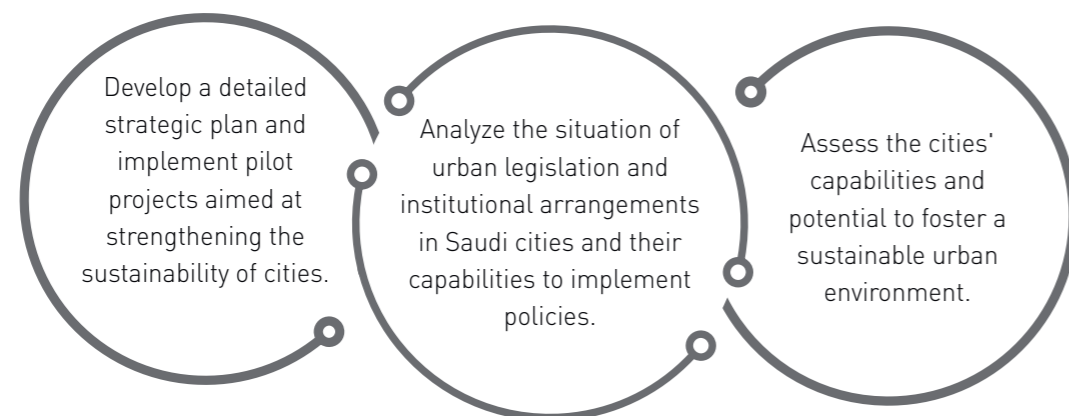 Develop a detailed
strategic plan and
implement pilot
projects aimed at
strengthening the
sustainability of cities.
Analyze the situation of
urban legislation and
institutional arrangements
in Saudi cities and their
capabilities to implement
policies.
Assess the cities'
capabilities and
potential to foster a
sustainable urban
environment.